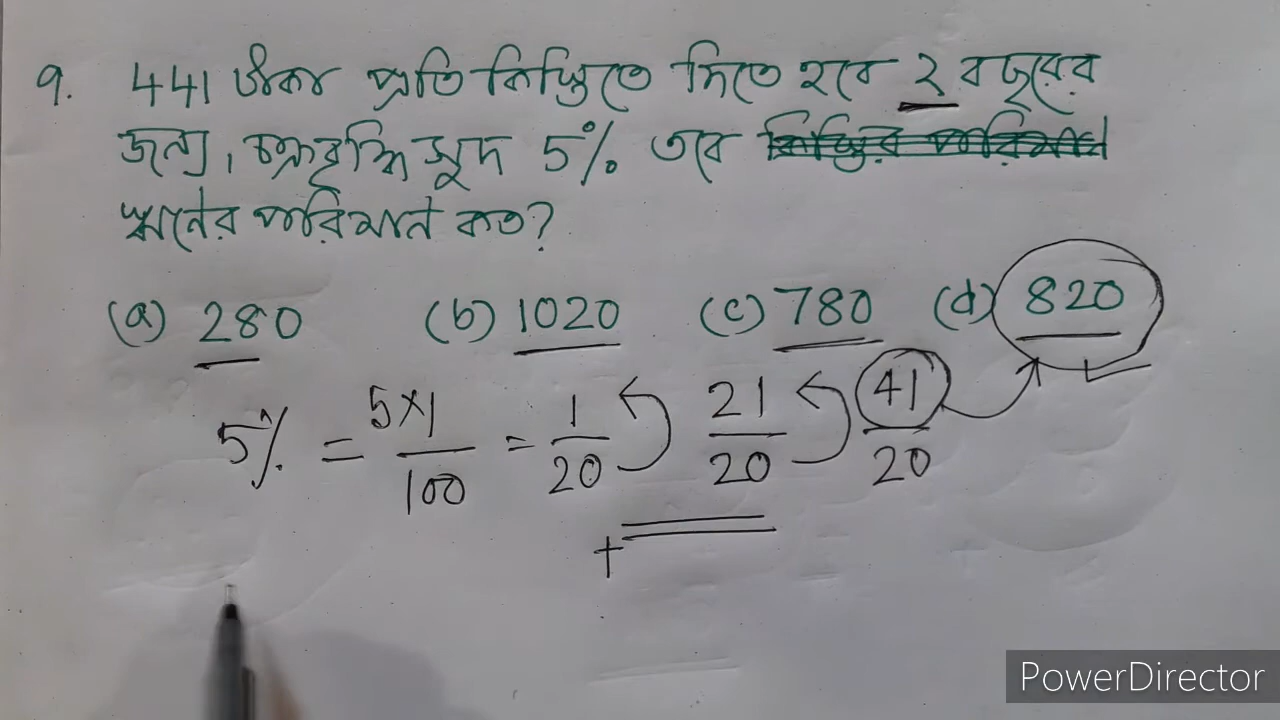 ৭. 441 টাকা প্রতি কিস্তিতে দিতে হবে ২ বছরের
জন্য, চক্রবৃদ্ধি সুদ 5% তবে
ঋনের পরিমান কত?
(a) 280 (b) 1020 (c) 780 (d) 820
5% = 5×1/100 = 1/20 21/20 41/20
+
PowerDirector